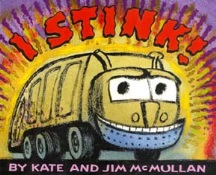 I STINK!
BY KATE AND JIM McMULLAN